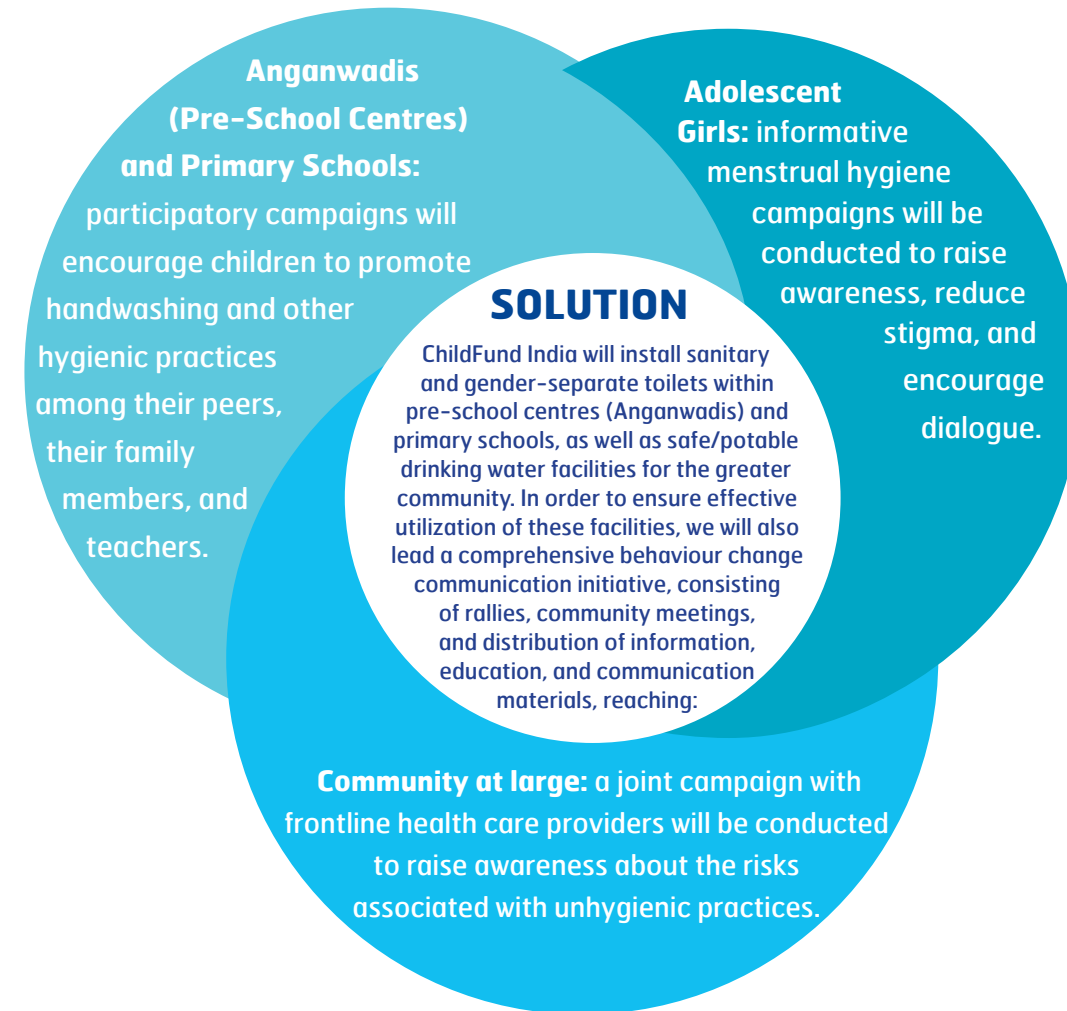 Anganwadis
(Pre-School Centres)
and Primary Schools:
participatory campaigns will
encourage children to promote
handwashing and other
hygienic practices
among their peers,
their family
members, and
teachers.
Adolescent
Girls: informative
menstrual hygiene
campaigns will be
conducted to raise
awareness, reduce
stigma, and
encourage
dialogue.
SOLUTION
ChildFund India will install sanitary
and gender-separate toilets within
pre-school centres (Anganwadis) and
primary schools, as well as safe/potable
drinking water facilities for the greater
community. In order to ensure effective
utilization of these facilities, we will also
lead a comprehensive behaviour change
communication initiative, consisting
of rallies, community meetings,
and distribution of information,
education, and communication
materials, reaching:
Community at large: a joint campaign with
frontline health care providers will be conducted
to raise awareness about the risks
associated with unhygienic practices.